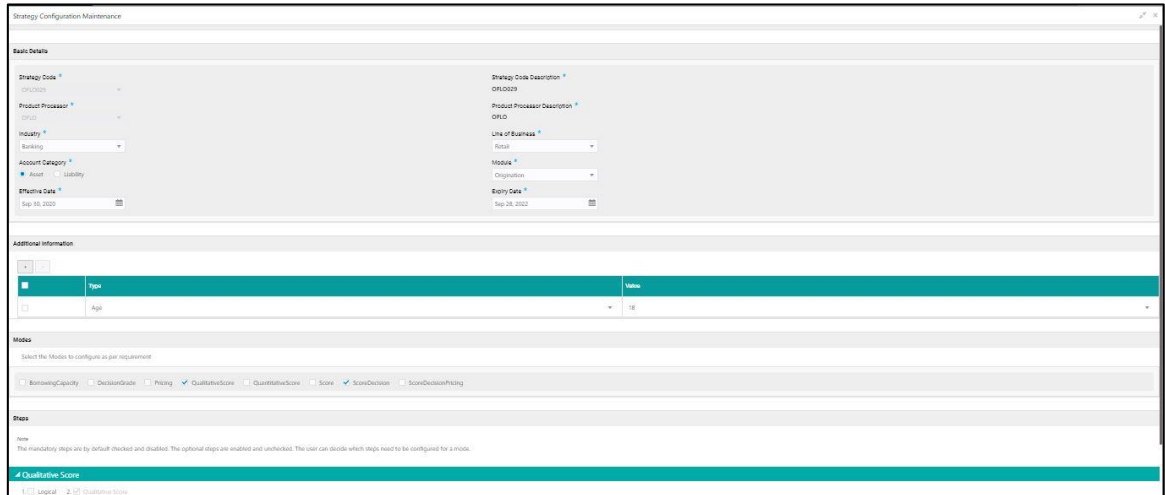 Strategy Configuration Maintenance
Basic Details
Strategy Code *
Strategy Code Description *
OFLO029
OFLO029
Product Processor *
Product Processor Description *
OFLO
OFLO
Industry *
Line of Business *
Banking
Retail
Account Category *
Module *
Asset Liability
Origination
Effective Date *
Expiry Date *
Sep 30, 2020
Sep 28, 2022
Additional Information
Type Value
Age 18
Modes
Select the Modes to configure as per requirement
BorrowingCapacity DecisionGrade Pricing QualitativeScore QuantitativeScore Score ScoreDecision ScoreDecisionPricing
Steps
Note
The mandatory steps are by default checked and disabled. The optional steps are enabled and unchecked. The user can decide which steps need to be configured for a mode.
Qualitative Score
1. Logical 2. Qualitative Score